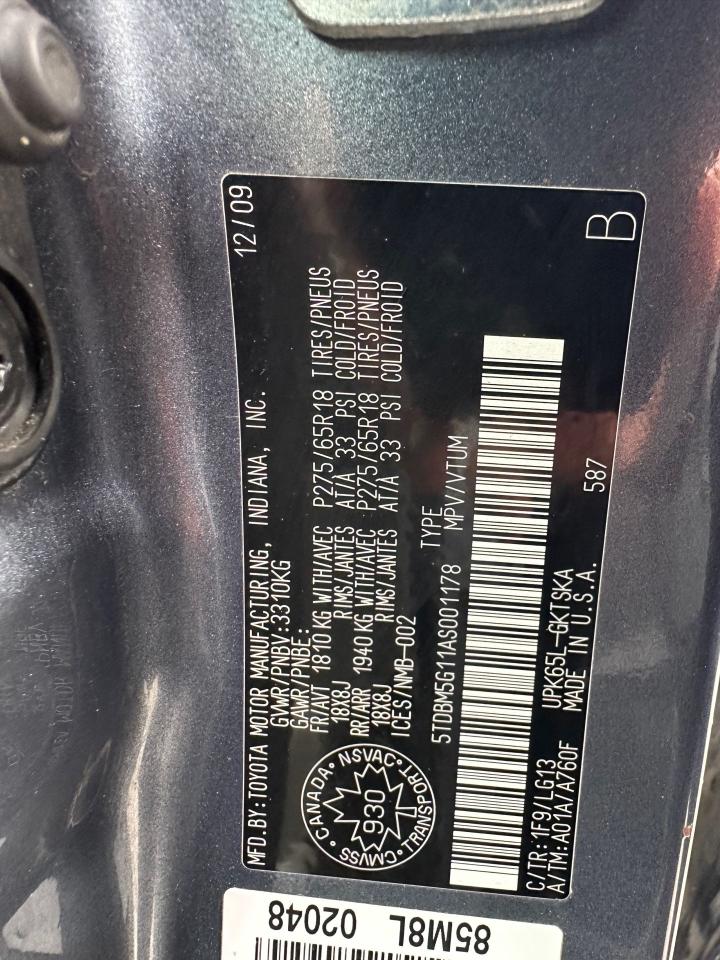 MFD.BY:TOYOTA MOTOR MANUFACTURING, INDIANA, INC. 12/09
GVWR/PNBV:3310KG
GAWR/PNBE:
FR/AVT 1810 KG WITH/AVEC P275/65R18 TIRES/PNEUS
18X8J RIMS/JANTES AT/A 33 PSI COLD/FROID
RR/ARR 1940 KG WITH/AVEC P275/65R18 TIRES/PNEUS
18X8J RIMS/JANTES AT/A 33 PSI COLD/FROID
ICES/NMB-002
CANADA • NSVAC • TRANSPORT • CMVSS •
930
5TDBM5G11AS001178 TYPE
MPV/VTUM
B
C/TR: 1F9/LG13 UPK65L-GKTSKA 587
A/TM: A01A/A760F MADE IN U.S.A.
85M8L
02048